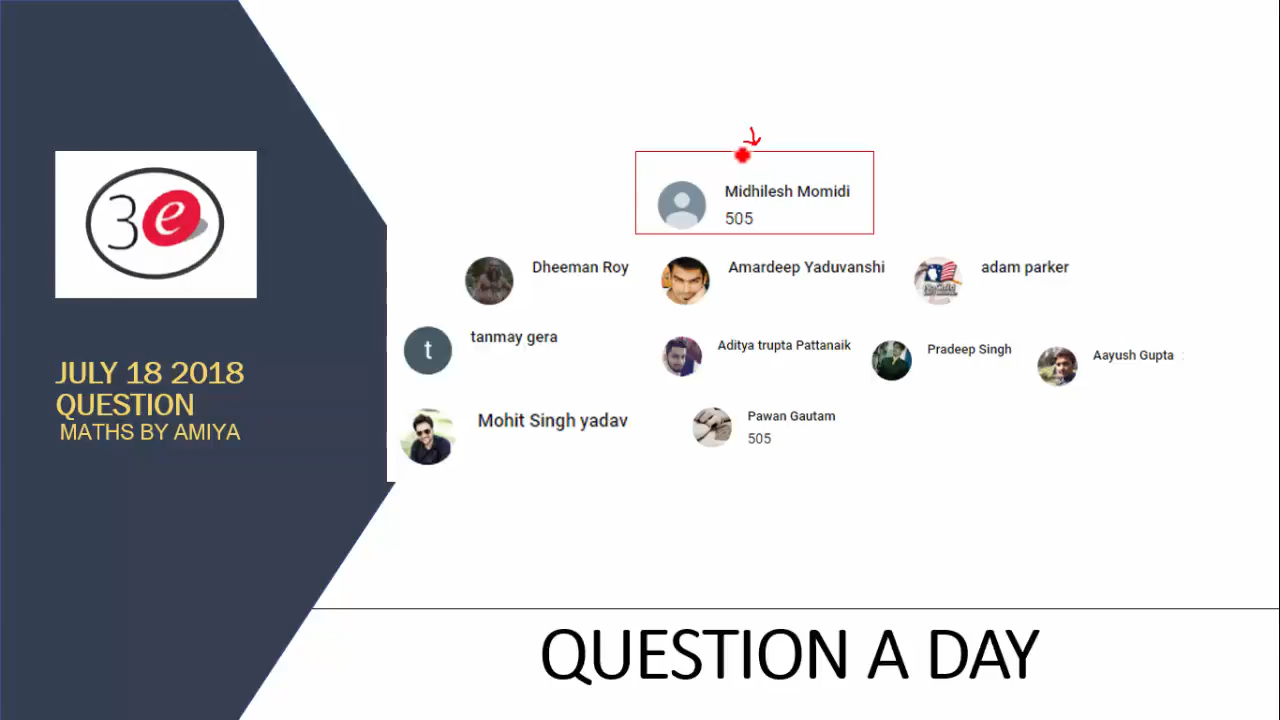 3e
JULY 18 2018
QUESTION
MATHS BY AMIYA
Midhilesh Momidi
505
Dheeman Roy
Amardeep Yaduvanshi
adam parker
t
tanmay gera
Aditya trupta Pattanaik
Pradeep Singh
Aayush Gupta
Mohit Singh yadav
Pawan Gautam
505
QUESTION A DAY